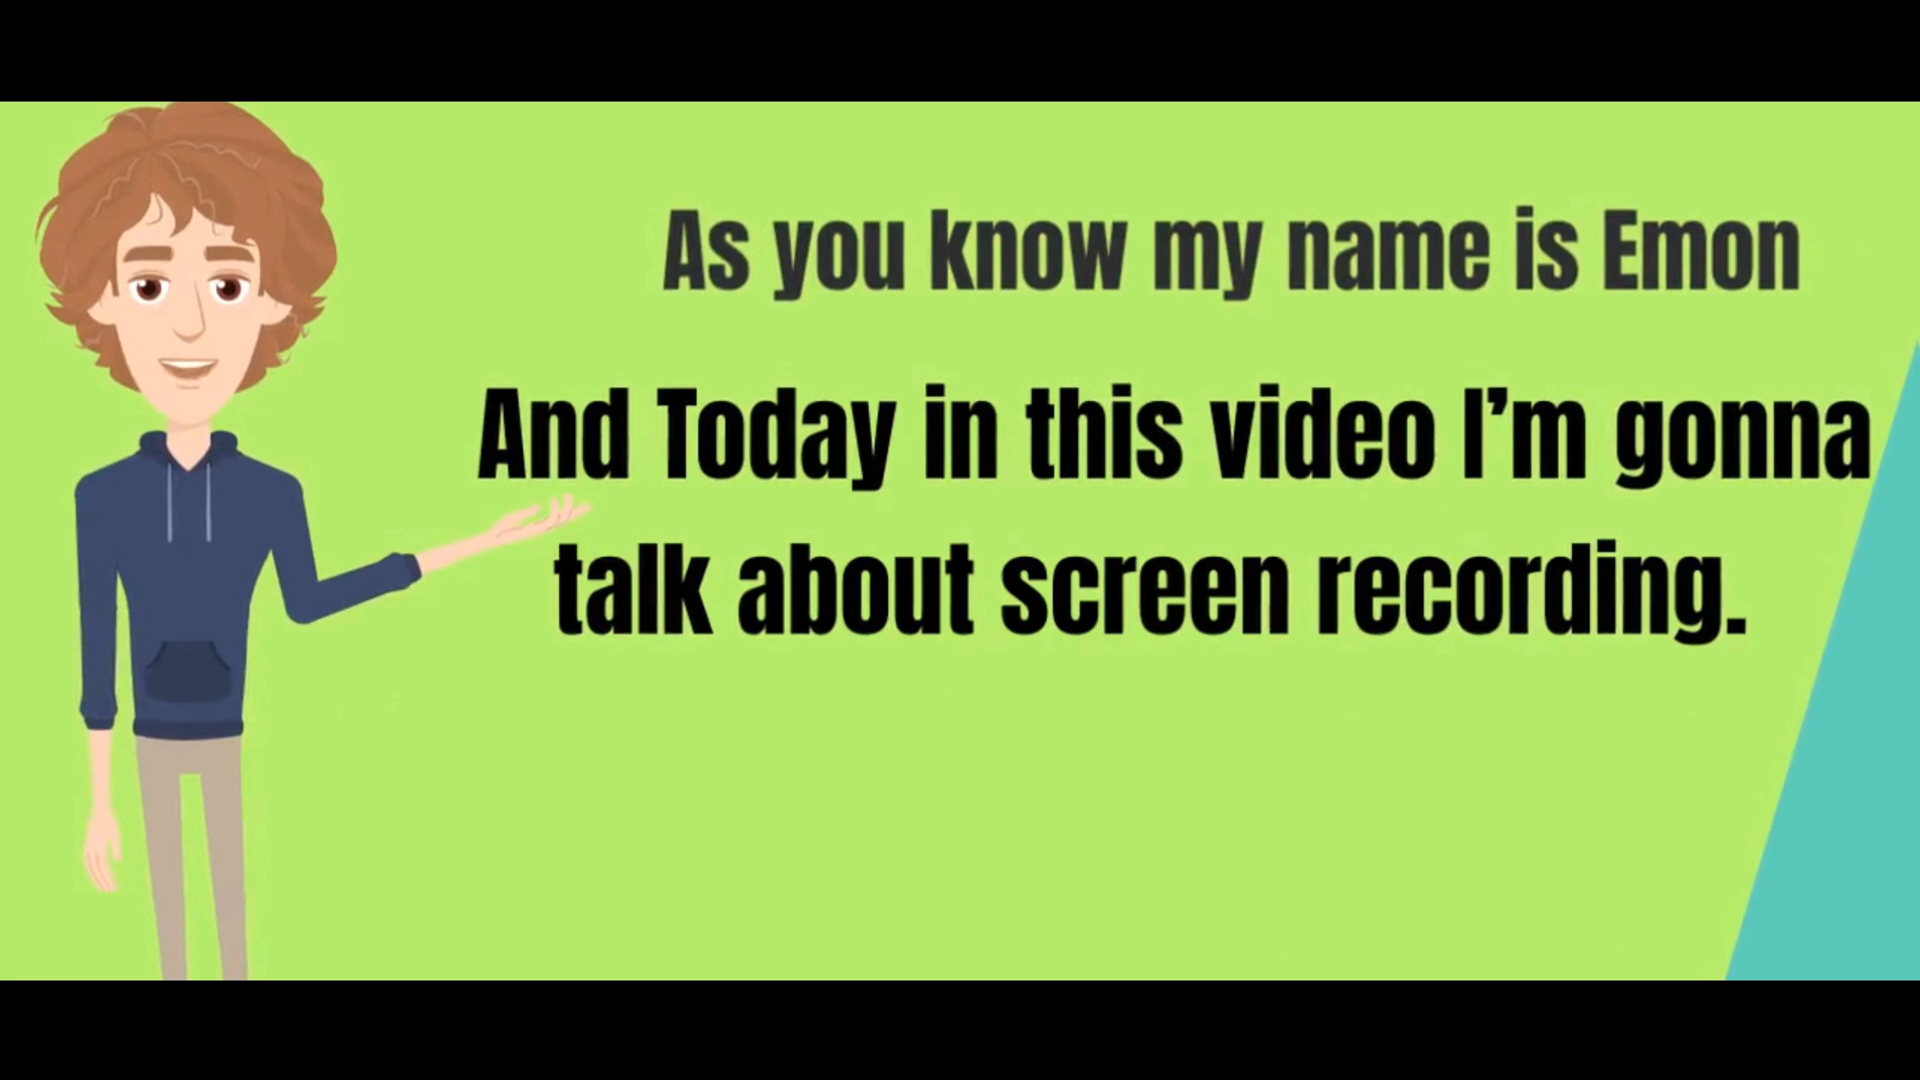 As you know my name is Emon
And Today in this video I’m gonna
talk about screen recording.